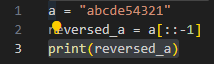 1 a = "abcde54321"
2 reversed_a = a[::-1]
3 print(reversed_a)